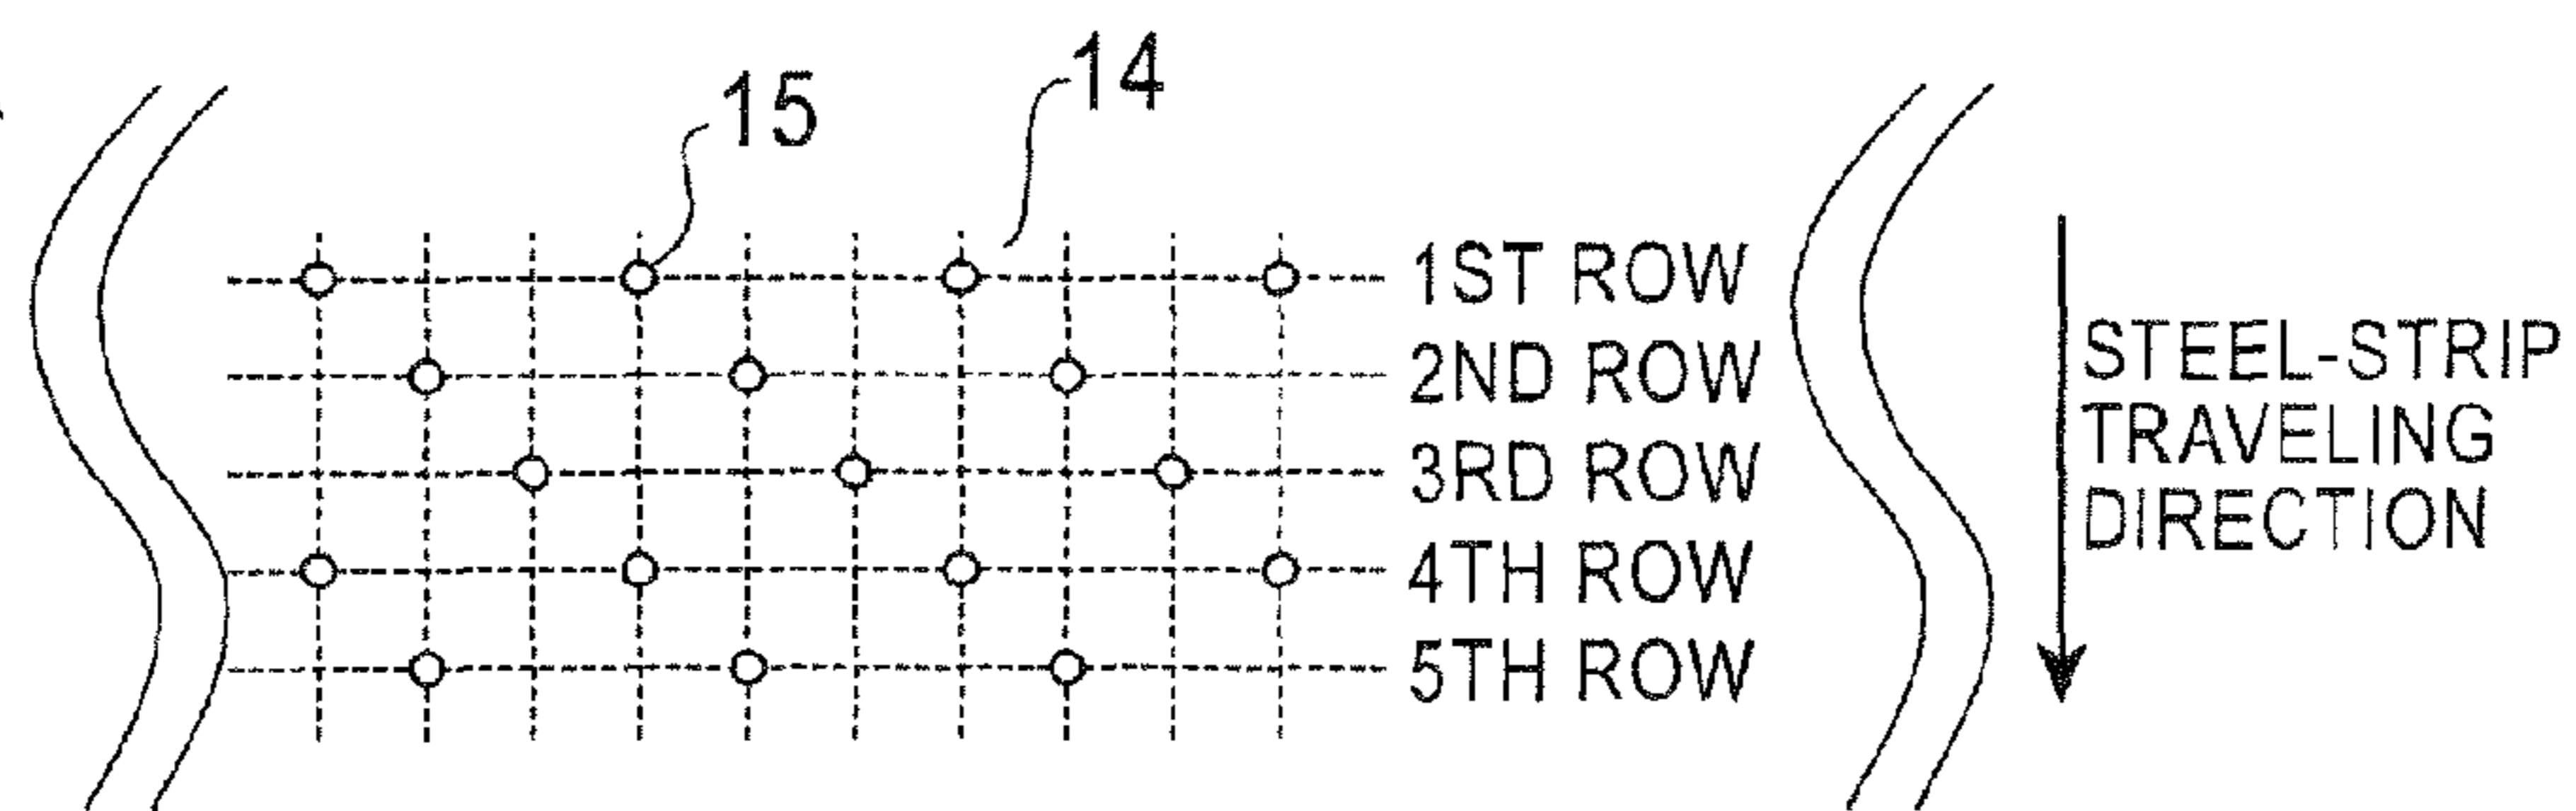 15
14
1ST ROW
2ND ROW
3RD ROW
4TH ROW
5TH ROW
STEEL-STRIP
TRAVELING
DIRECTION